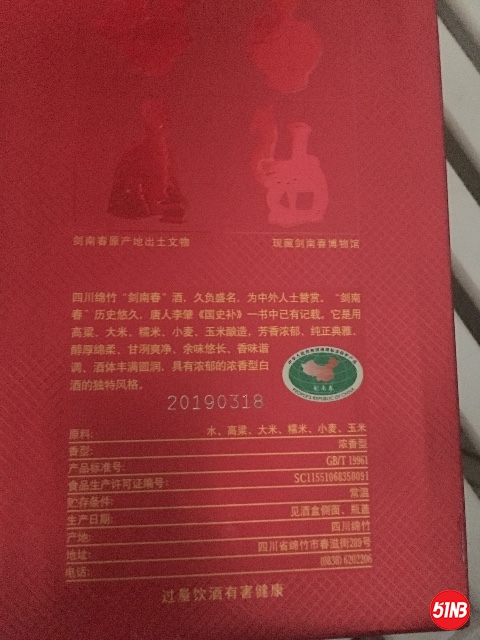 剑南春原产地出土文物
现藏剑南春博物馆
四川绵竹“剑南春”酒，久负盛名，为中外人士赞赏。“剑南
春”历史悠久，唐人李肇《国史补》一书中已有记载。它是用
高梁、大米、糯米、小麦、玉米酿造，芳香浓郁、纯正典雅、
醇厚绵柔、甘洌爽净、余味悠长、香味谐
调、酒体丰满圆润，具有浓郁的浓香型白
酒的独特风格。
PEOPLE'S REPUBLIC OF CHINA
20190318
原料: 水、高梁、大米、糯米、小麦、玉米
香型: 浓香型
产品标准号: GB/T 19961
食品生产许可证编号: SC11551068358091
贮存条件: 常温
生产日期: 见酒盒侧面、瓶盖
产地: 四川绵竹
地址: 四川省绵竹市春溢街289号
电话: (0838)6202206
过量饮酒有害健康
51NB